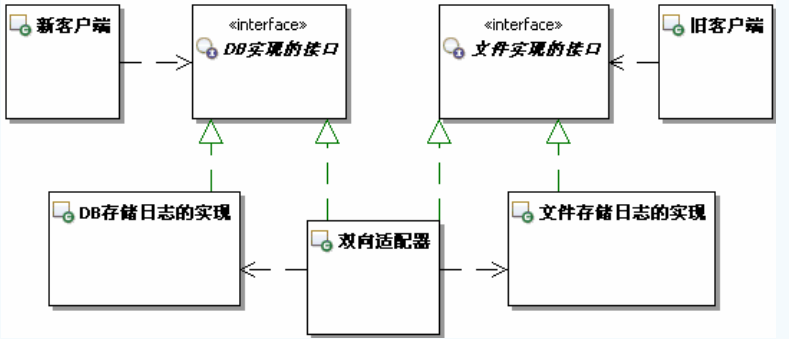 新客户端
«interface»
DB实现的接口
«interface»
文件实现的接口
旧客户端
DB存储日志的实现
双向适配器
文件存储日志的实现